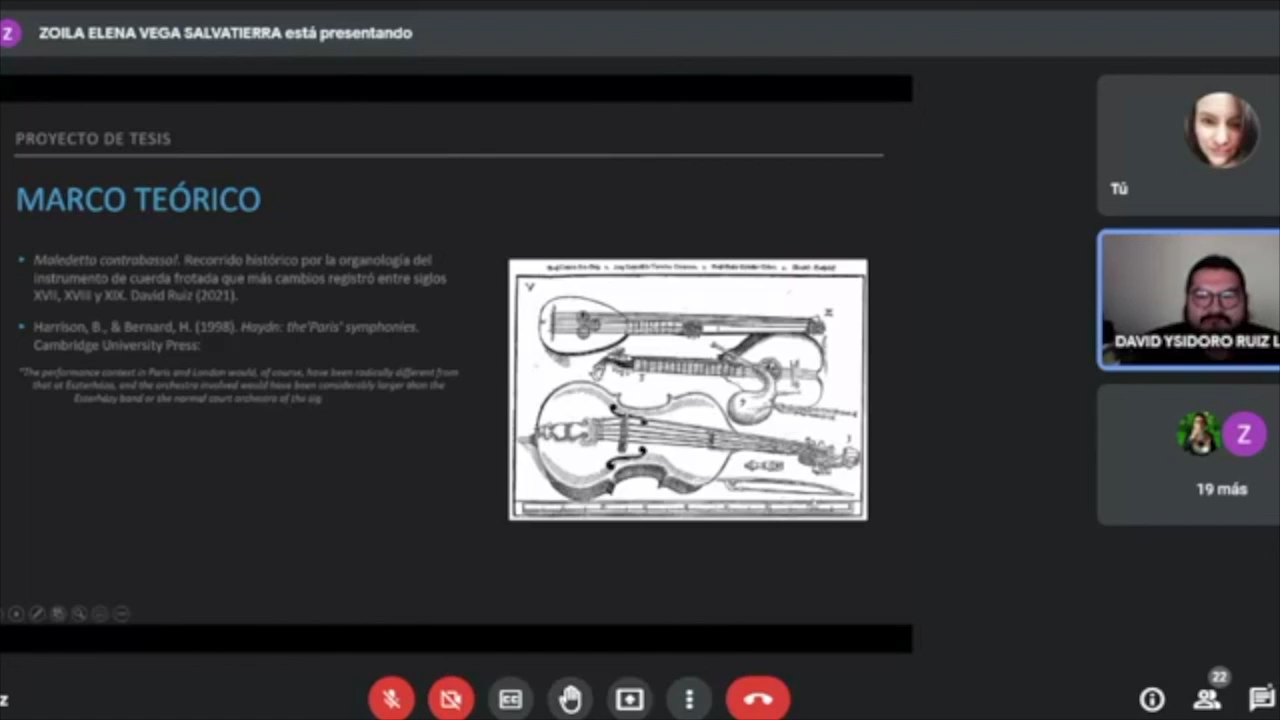 Z
ZOILA ELENA VEGA SALVATIERRA está presentando
PROYECTO DE TESIS
MARCO TEÓRICO
• Maledetto contrabasso!. Recorrido histórico por la organología del
instrumento de cuerda frotada que más cambios registró entre siglos
XVII, XVIII y XIX. David Ruiz (2021).
• Harrison, B., & Bernard, H. (1998). Haydn: the'Paris' symphonies.
Cambridge University Press:
"The performance context in Paris and London would, of course, have been radically different from
that at Eszterháza, and the orchestra involved would have been considerably larger than the
Esterházy band or the normal court orchestra of the
V
Tú
DAVID YSIDORO RUIZ L
Z
19 más
z
22